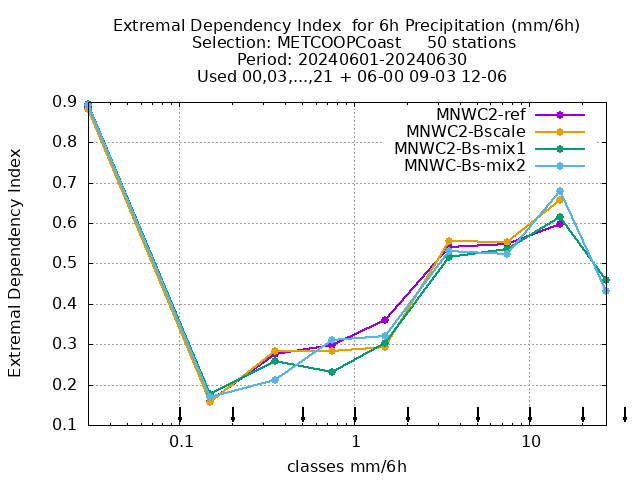 Extremal Dependency Index  for 6h Precipitation (mm/6h)
Selection: METCOOPCoast     50 stations
Period: 20240601-20240630
Used 00,03,...,21 + 06-00 09-03 12-06
MNWC2-ref
MNWC2-Bscale
MNWC2-Bs-mix1
MNWC-Bs-mix2
Extremal Dependency Index
0.9
0.8
0.7
0.6
0.5
0.4
0.3
0.2
0.1
0.1 1 10
classes mm/6h